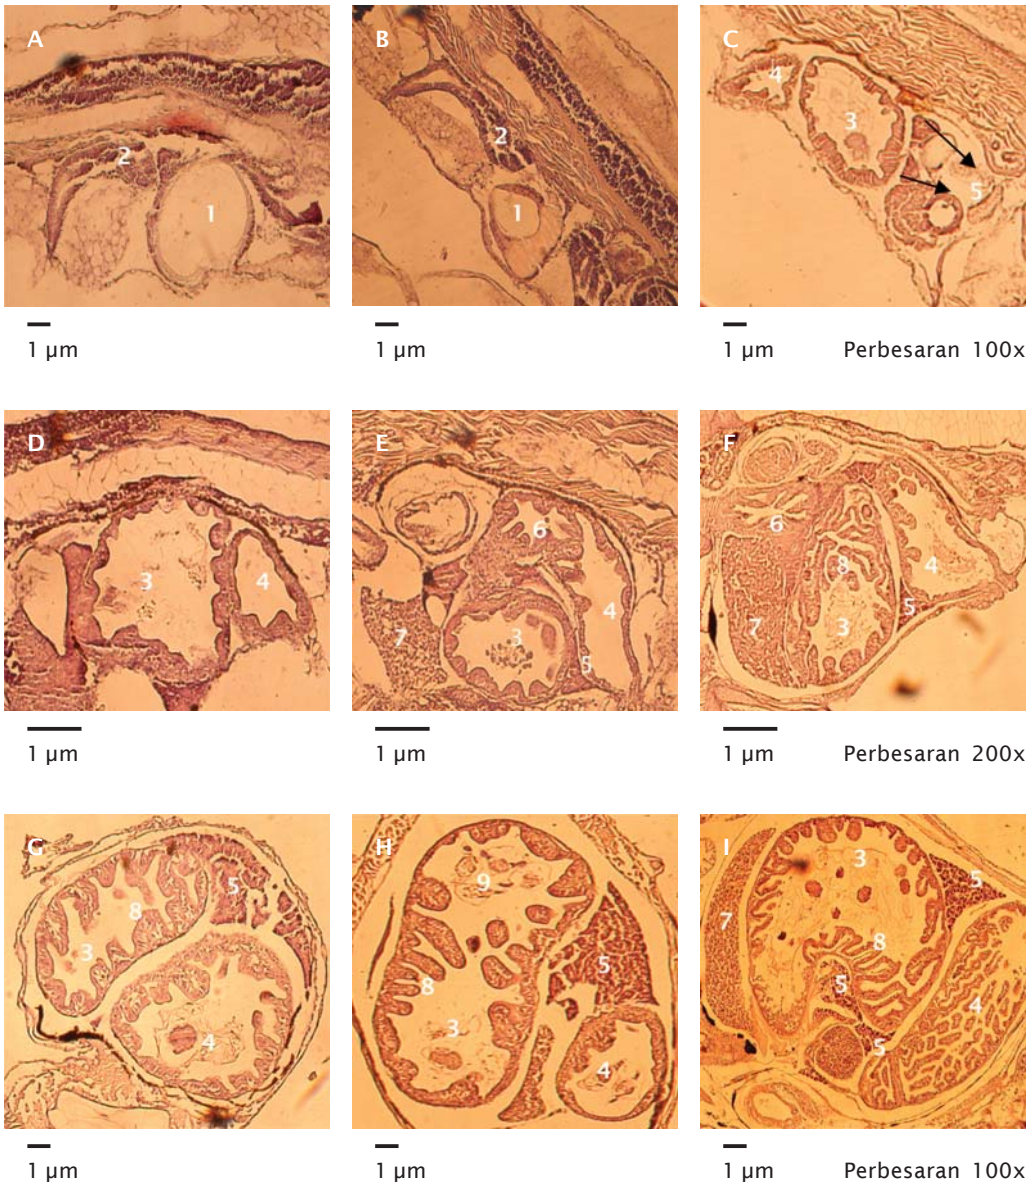 A B C
2 2 4
1 1 3
5
1 µm 1 µm 1 µm Perbesaran 100x
D E F
3 4 6 6
4 8 4
7 3 5 7 3 5
1 µm 1 µm 1 µm Perbesaran 200x
G H I
5 9 3
8 5 5
3 8 7 8
4 3 5 4
4 5
1 µm 1 µm 1 µm Perbesaran 100x